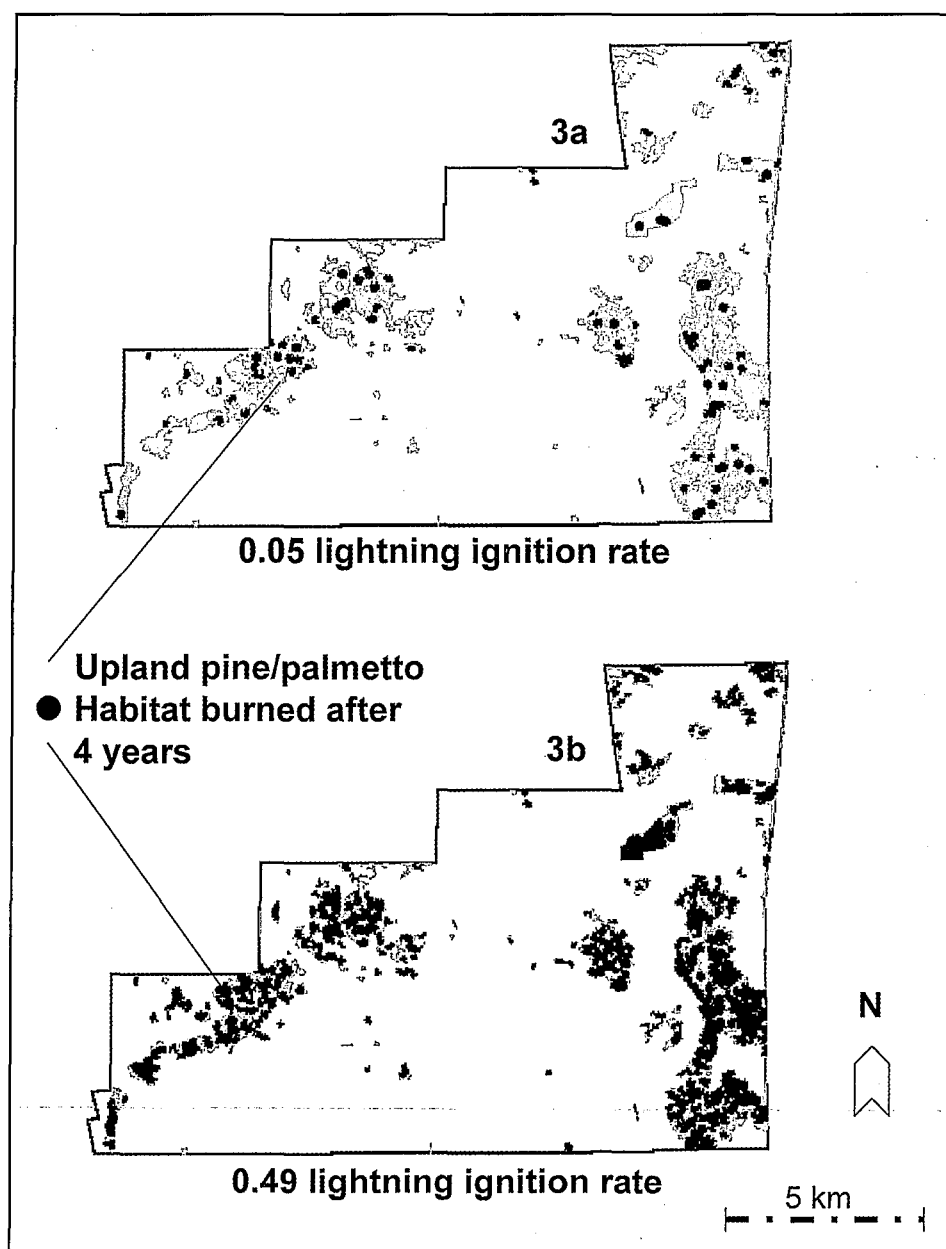 3a
0.05 lightning ignition rate
Upland pine/palmetto
Habitat burned after
4 years
3b
N
0.49 lightning ignition rate
5 km